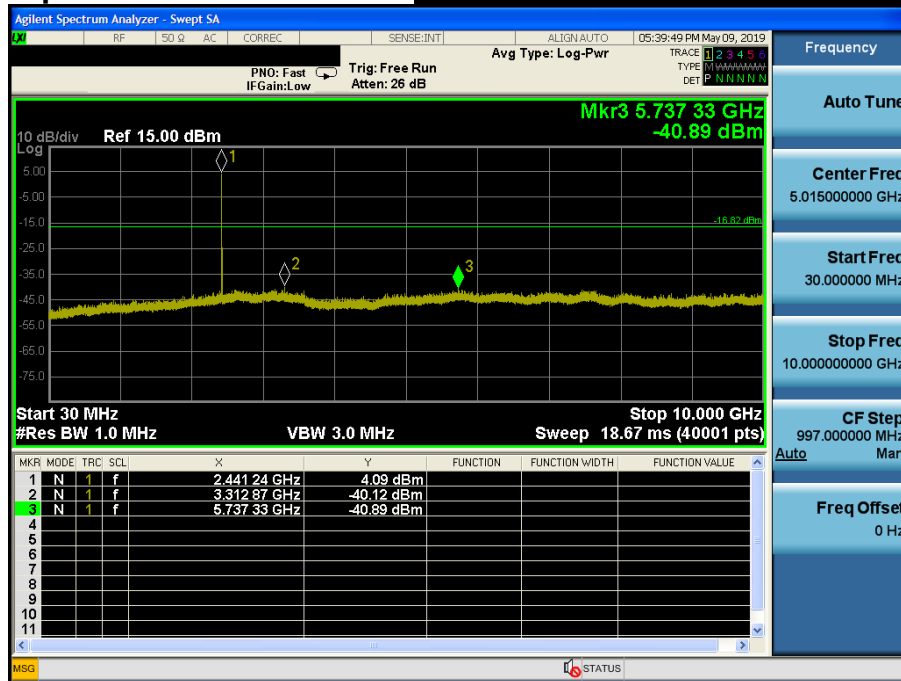 Agilent Spectrum Analyzer - Swept SA
LXI RF 50 Ω AC CORREC SENSE:INT ALIGN AUTO 05:39:49 PM May 09, 2019
Avg Type: Log-Pwr TRACE 1 2 3 4 5 6
PNO: Fast Trig: Free Run TYPE M WWWWW
IFGain:Low Atten: 26 dB DET P N N N N N
Mkr3 5.737 33 GHz
10 dB/div Ref 15.00 dBm -40.89 dBm
Log
1
5.00
-5.00
-15.0
-16.82 dBm
-25.0
2
3
-35.0
-45.0
-55.0
-65.0
-75.0
Start 30 MHz Stop 10.000 GHz
#Res BW 1.0 MHz VBW 3.0 MHz Sweep 18.67 ms (40001 pts)
MKR MODE TRC SCL X Y FUNCTION FUNCTION WIDTH FUNCTION VALUE
1 N 1 f 2.441 24 GHz 4.09 dBm
2 N 1 f 3.312 87 GHz -40.12 dBm
3 N 1 f 5.737 33 GHz -40.89 dBm
4
5
6
7
8
9
10
11
MSG STATUS
Frequency
Auto Tune
Center Freq
5.015000000 GHz
Start Freq
30.000000 MHz
Stop Freq
10.000000000 GHz
CF Step
997.000000 MHz
Auto Man
Freq Offset
0 Hz